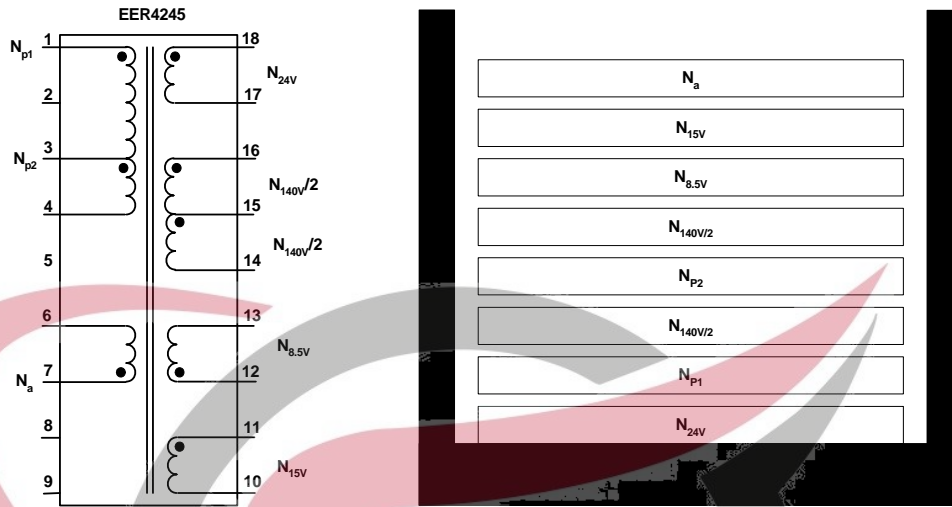 EER4245
N_p1 1 18
N_24V
2 17
3 16
N_p2
N_140V/2
4 15
N_140V/2
5 14
6 13
N_8.5V
7 12
N_a
8 11
N_15V
9 10
N_a
N_15V
N_8.5V
N_140V/2
N_P2
N_140V/2
N_P1
N_24V